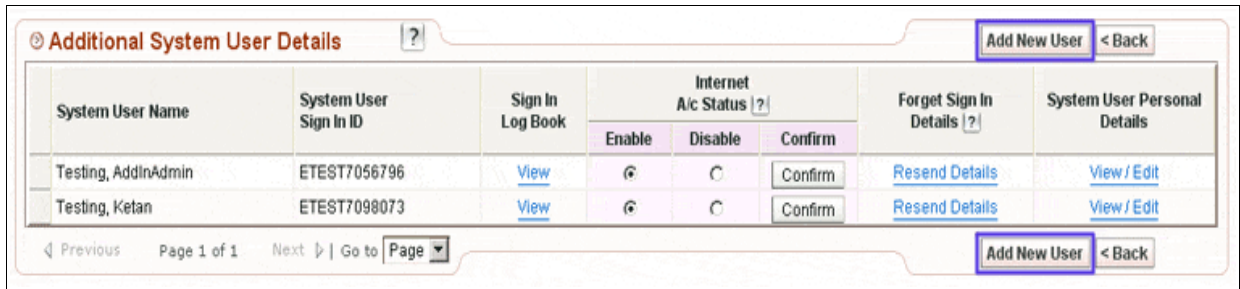 Additional System User Details ? Add New User < Back
System User Name System User Sign In ID Sign In Log Book Internet A/c Status ? Forget Sign In Details ? System User Personal Details
Enable Disable Confirm
Testing, AddInAdmin ETEST7056796 View Confirm Resend Details View / Edit
Testing, Ketan ETEST7098073 View Confirm Resend Details View / Edit
Previous Page 1 of 1 Next | Go to Page Add New User < Back